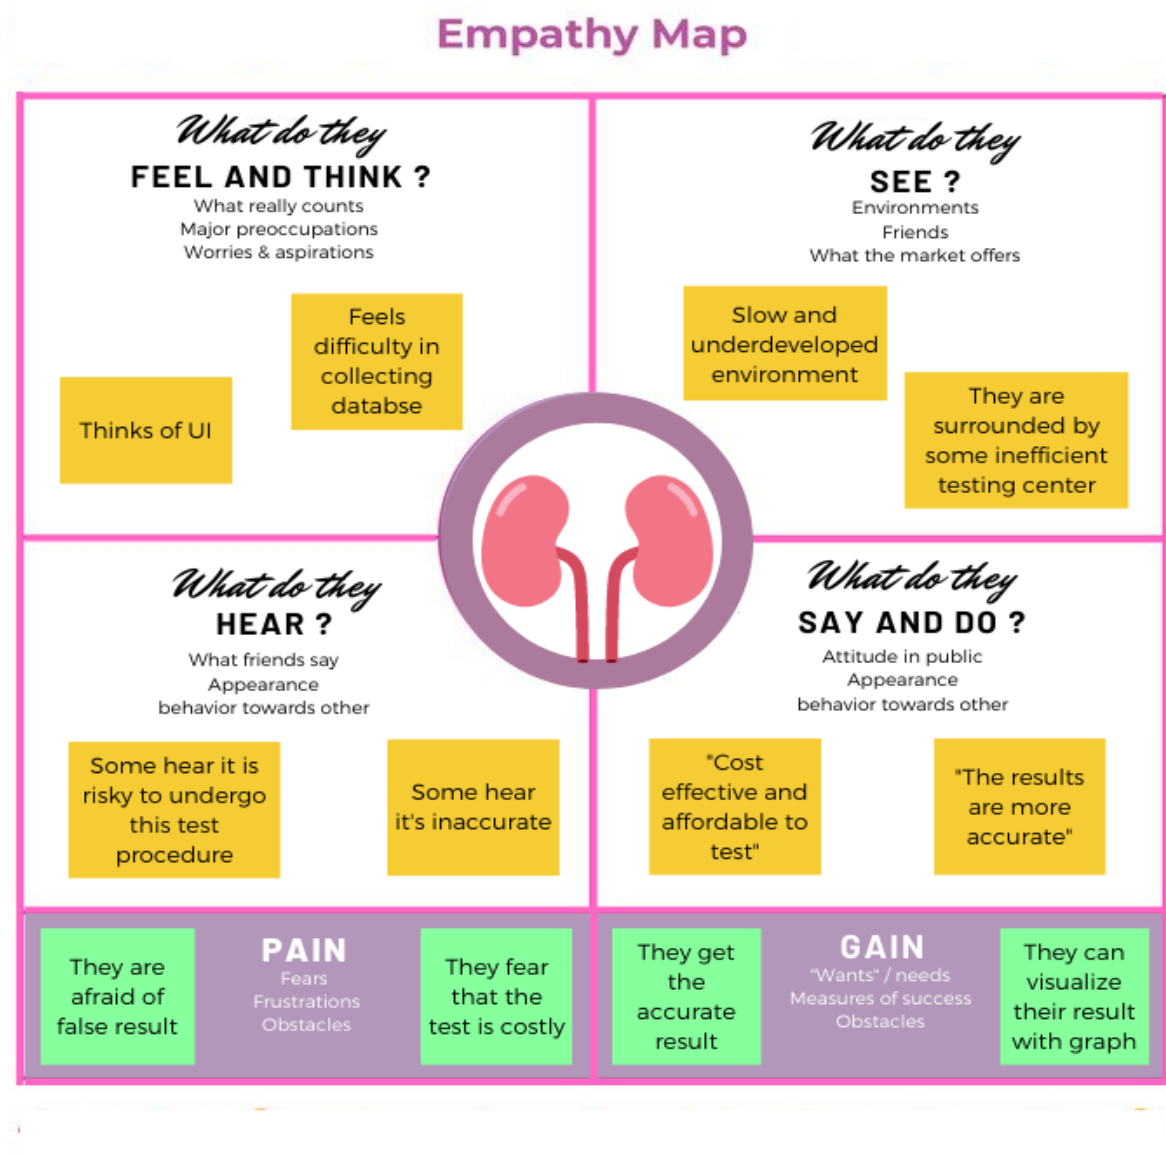 Empathy Map
What do they
FEEL AND THINK ?
What really counts
Major preoccupations
Worries & aspirations
Feels
difficulty in
collecting
databse
Thinks of UI
What do they
SEE ?
Environments
Friends
What the market offers
Slow and
underdeveloped
environment
They are
surrounded by
some inefficient
testing center
What do they
HEAR ?
What friends say
Appearance
behavior towards other
Some hear it is
risky to undergo
this test
procedure
Some hear
it's inaccurate
What do they
SAY AND DO ?
Attitude in public
Appearance
behavior towards other
"Cost
effective and
affordable to
test"
"The results
are more
accurate"
They are
afraid of
false result
PAIN
Fears
Frustrations
Obstacles
They fear
that the
test is costly
They get
the
accurate
result
GAIN
"Wants" / needs
Measures of success
Obstacles
They can
visualize
their result
with graph